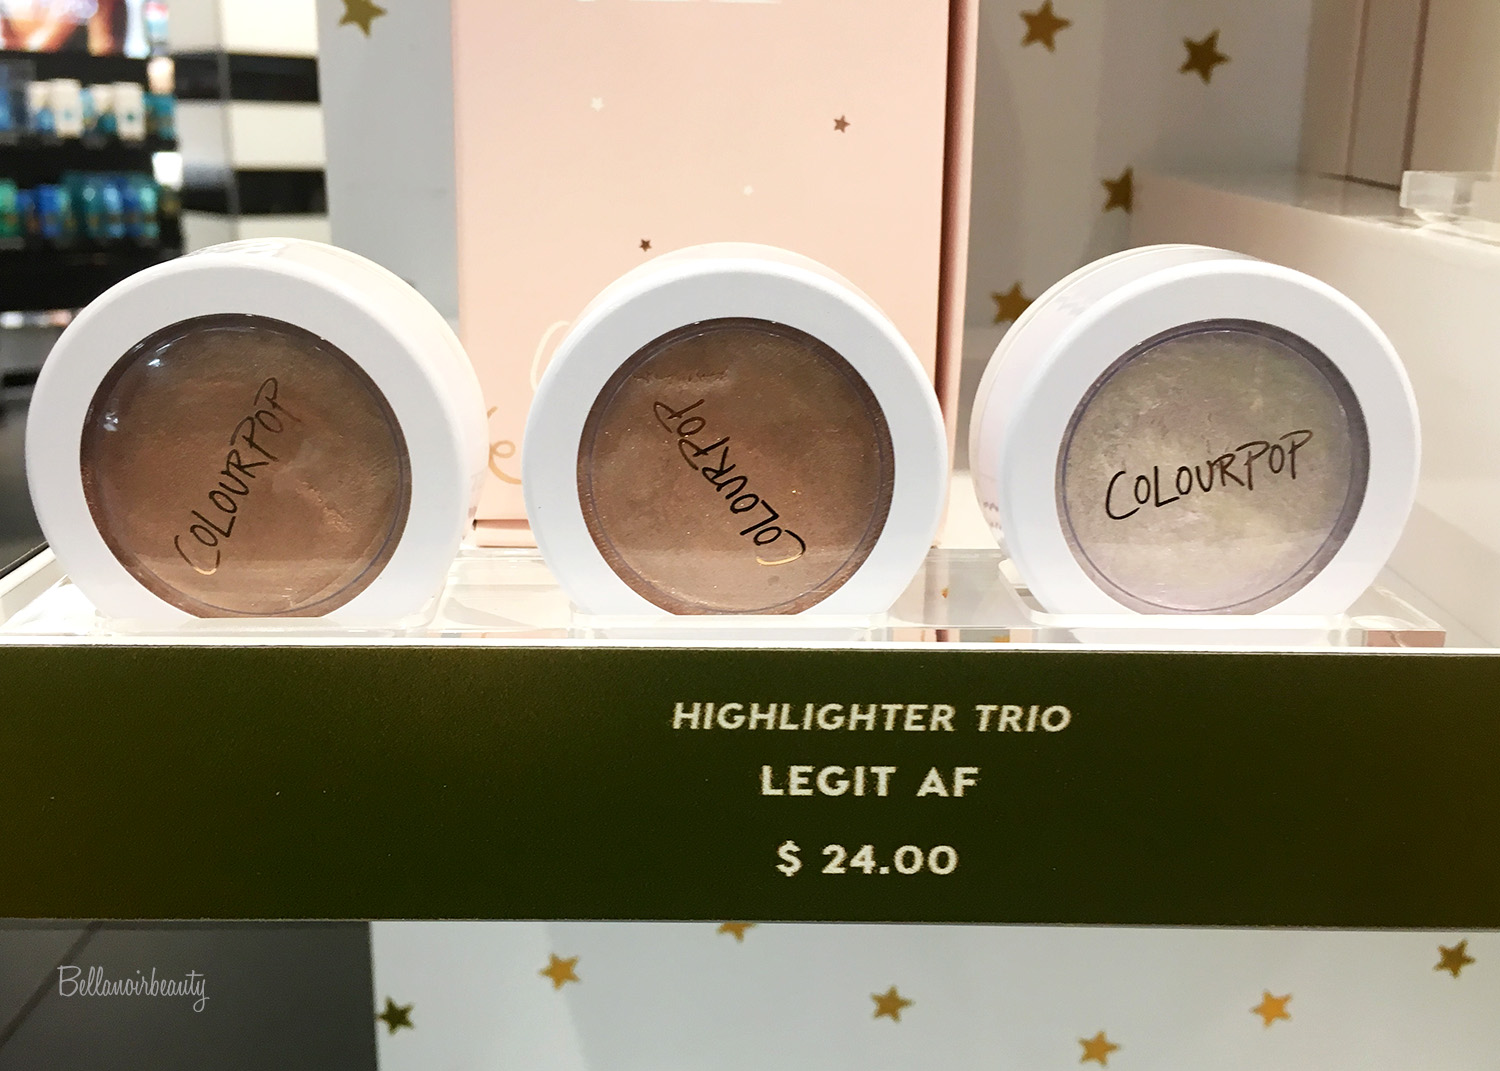 COLOURPOP
COLOURPOP
COLOURPOP
HIGHLIGHTER TRIO
LEGIT AF
$ 24.00
Bellanoirbeauty